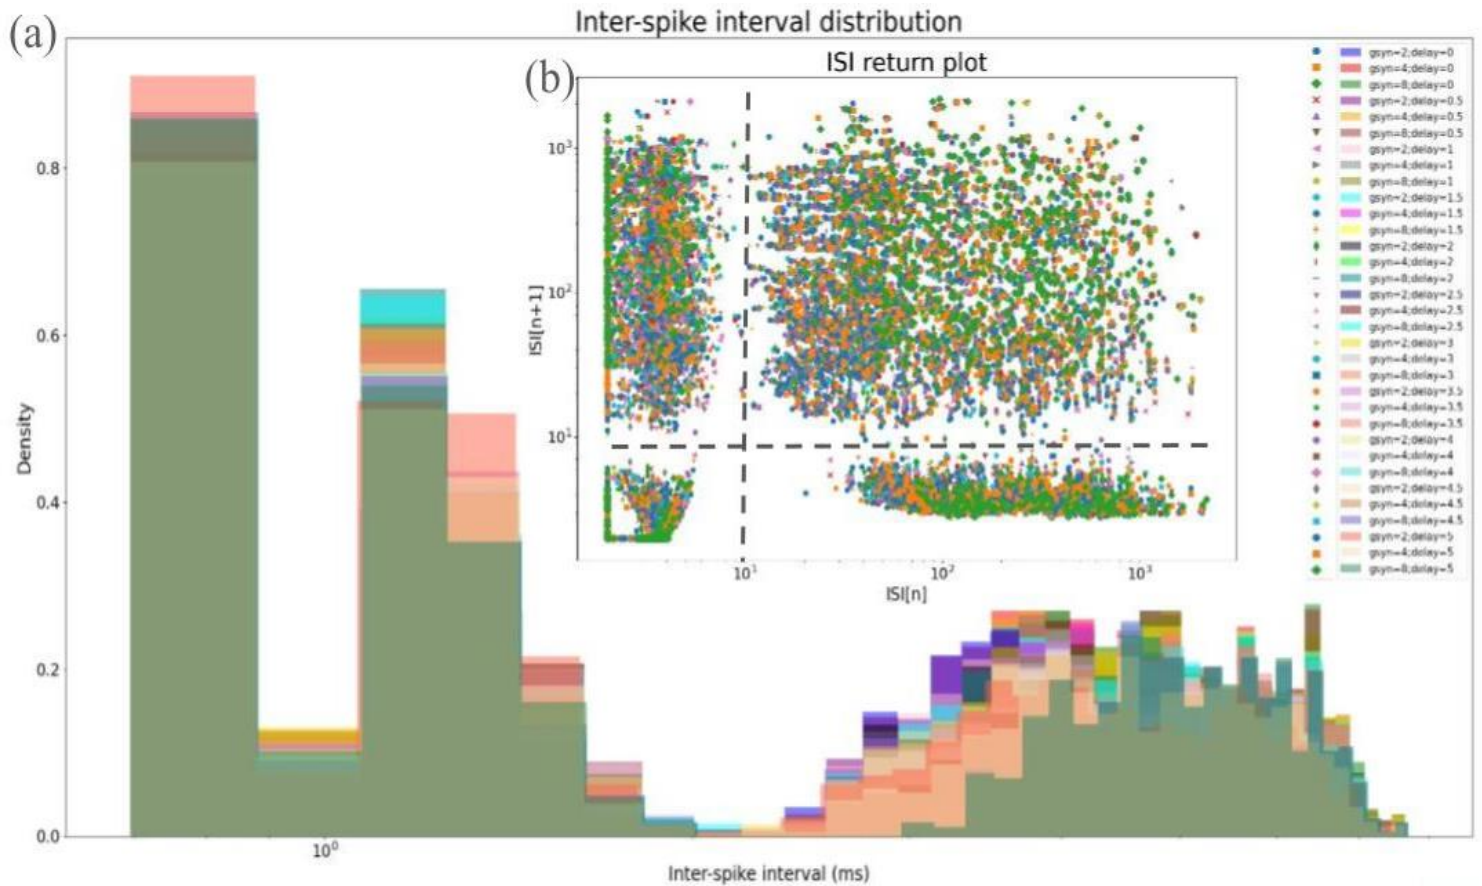 (a)
Inter-spike interval distribution
(b)
ISI return plot
gsyn=2;delay=0
gsyn=4;delay=0
gsyn=8;delay=0
gsyn=2;delay=0.5
gsyn=4;delay=0.5
gsyn=8;delay=0.5
gsyn=2;delay=1
gsyn=4;delay=1
gsyn=8;delay=1
gsyn=2;delay=1.5
gsyn=4;delay=1.5
gsyn=8;delay=1.5
gsyn=2;delay=2
gsyn=4;delay=2
gsyn=8;delay=2
gsyn=2;delay=2.5
gsyn=4;delay=2.5
gsyn=8;delay=2.5
gsyn=2;delay=3
gsyn=4;delay=3
gsyn=8;delay=3
gsyn=2;delay=3.5
gsyn=4;delay=3.5
gsyn=8;delay=3.5
gsyn=2;delay=4
gsyn=4;delay=4
gsyn=8;delay=4
gsyn=2;delay=4.5
gsyn=4;delay=4.5
gsyn=8;delay=4.5
gsyn=2;delay=5
gsyn=4;delay=5
gsyn=8;delay=5
10³
10²
10¹
ISI[n+1]
10¹ 10² 10³
ISI[n]
0.8
0.6
0.4
0.2
0.0
Density
10⁰
Inter-spike interval (ms)